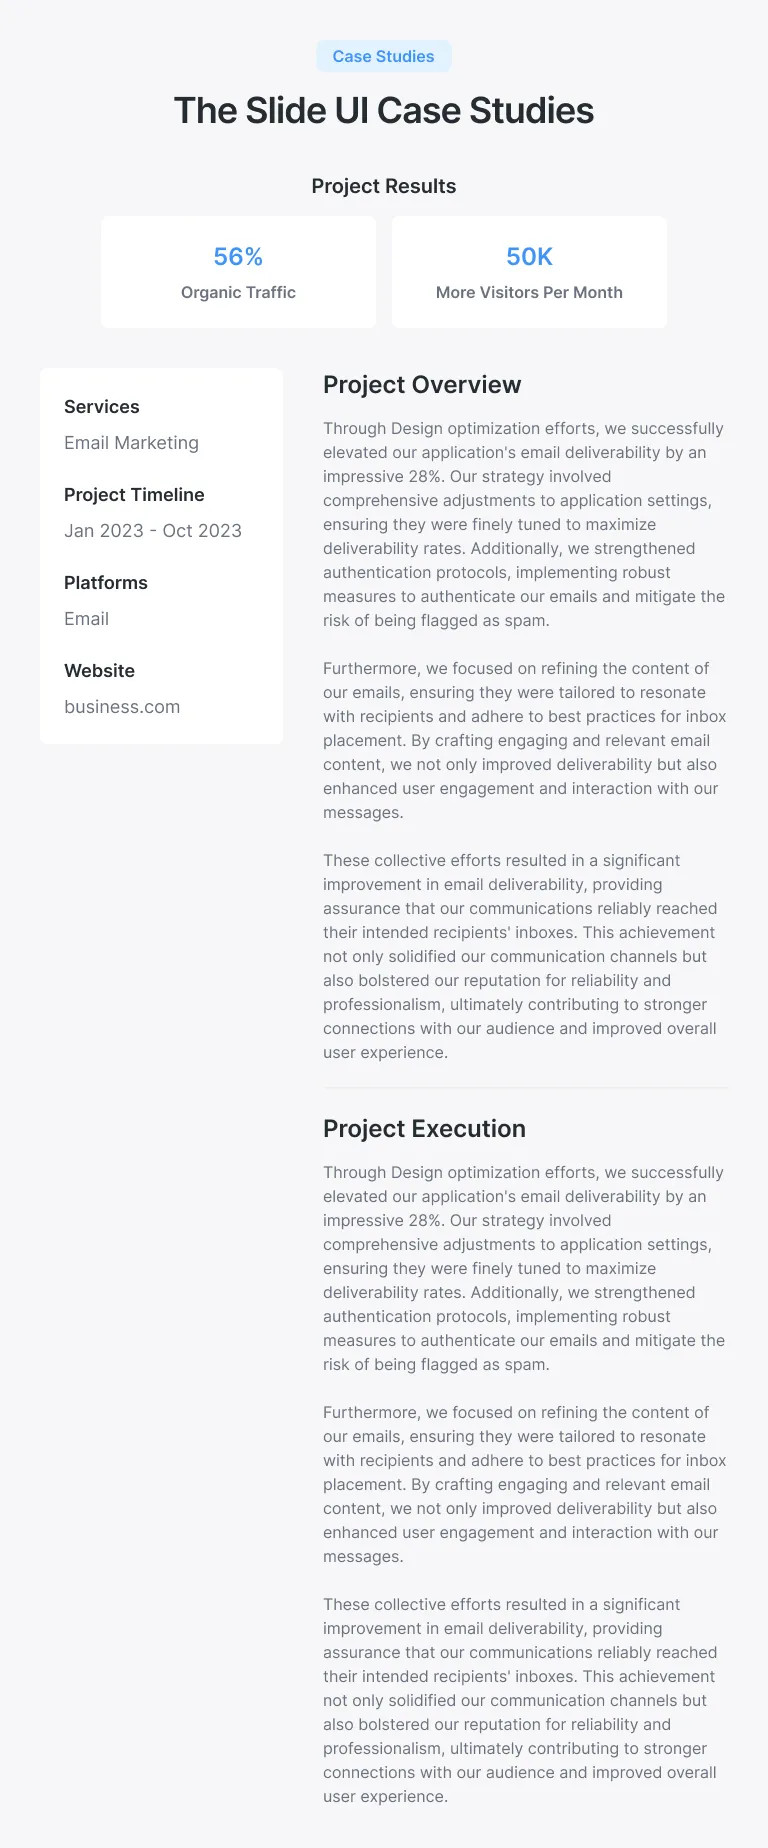 Case Studies
The Slide UI Case Studies
Project Results
56%
Organic Traffic
50K
More Visitors Per Month
Services
Email Marketing
Project Timeline
Jan 2023 - Oct 2023
Platforms
Email
Website
business.com
Project Overview
Through Design optimization efforts, we successfully
elevated our application's email deliverability by an
impressive 28%. Our strategy involved
comprehensive adjustments to application settings,
ensuring they were finely tuned to maximize
deliverability rates. Additionally, we strengthened
authentication protocols, implementing robust
measures to authenticate our emails and mitigate the
risk of being flagged as spam.
Furthermore, we focused on refining the content of
our emails, ensuring they were tailored to resonate
with recipients and adhere to best practices for inbox
placement. By crafting engaging and relevant email
content, we not only improved deliverability but also
enhanced user engagement and interaction with our
messages.
These collective efforts resulted in a significant
improvement in email deliverability, providing
assurance that our communications reliably reached
their intended recipients' inboxes. This achievement
not only solidified our communication channels but
also bolstered our reputation for reliability and
professionalism, ultimately contributing to stronger
connections with our audience and improved overall
user experience.
Project Execution
Through Design optimization efforts, we successfully
elevated our application's email deliverability by an
impressive 28%. Our strategy involved
comprehensive adjustments to application settings,
ensuring they were finely tuned to maximize
deliverability rates. Additionally, we strengthened
authentication protocols, implementing robust
measures to authenticate our emails and mitigate the
risk of being flagged as spam.
Furthermore, we focused on refining the content of
our emails, ensuring they were tailored to resonate
with recipients and adhere to best practices for inbox
placement. By crafting engaging and relevant email
content, we not only improved deliverability but also
enhanced user engagement and interaction with our
messages.
These collective efforts resulted in a significant
improvement in email deliverability, providing
assurance that our communications reliably reached
their intended recipients' inboxes. This achievement
not only solidified our communication channels but
also bolstered our reputation for reliability and
professionalism, ultimately contributing to stronger
connections with our audience and improved overall
user experience.